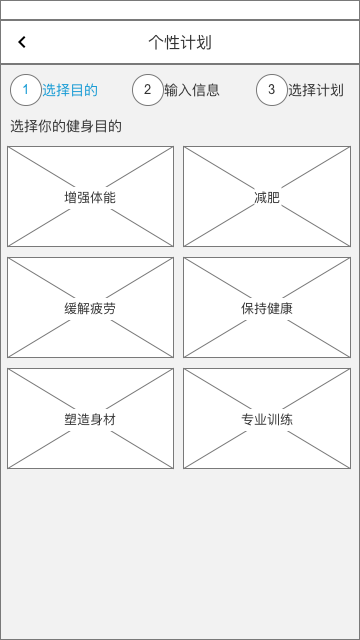 个性计划
1 选择目的 2 输入信息 3 选择计划
选择你的健身目的
增强体能 减肥
缓解疲劳 保持健康
塑造身材 专业训练